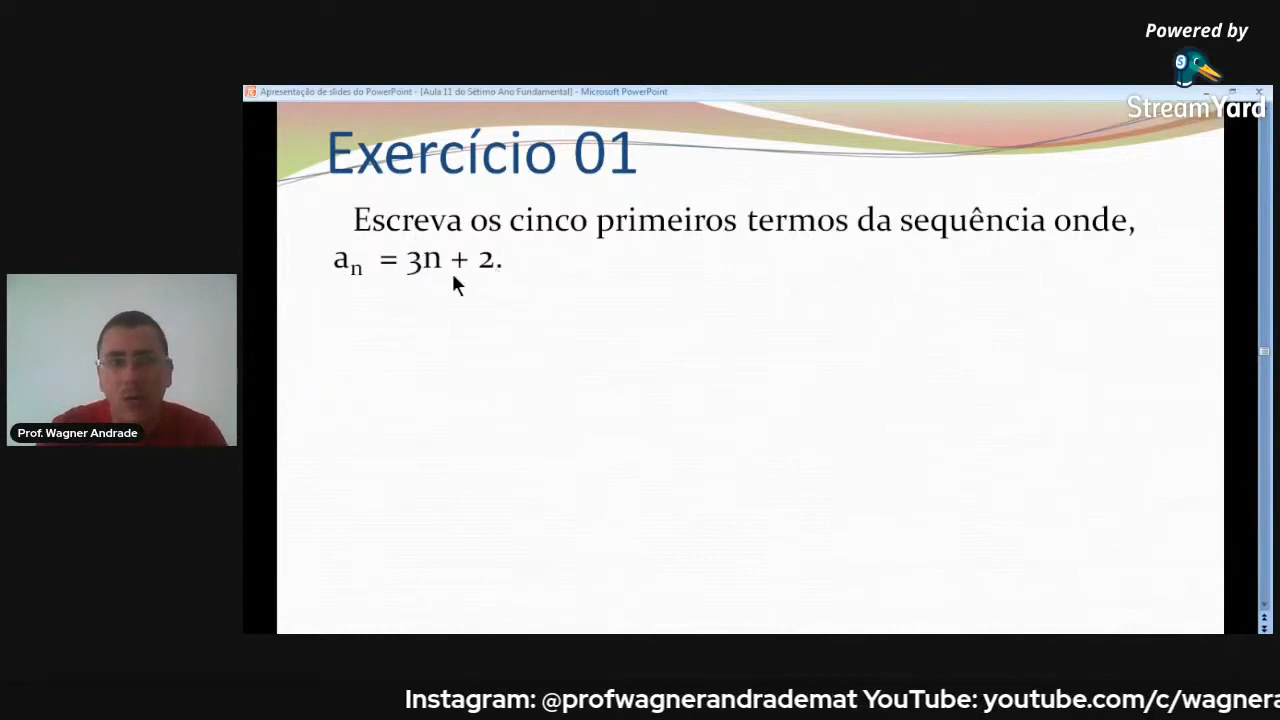 Powered by
StreamYard
Apresentação de slides do PowerPoint - [Aula 11 do Sétimo Ano Fundamental] - Microsoft PowerPoint
Exercício 01
Escreva os cinco primeiros termos da sequência onde,
aₙ = 3n + 2.
Prof. Wagner Andrade
Instagram: @profwagnerandrademat YouTube: youtube.com/c/wagnera